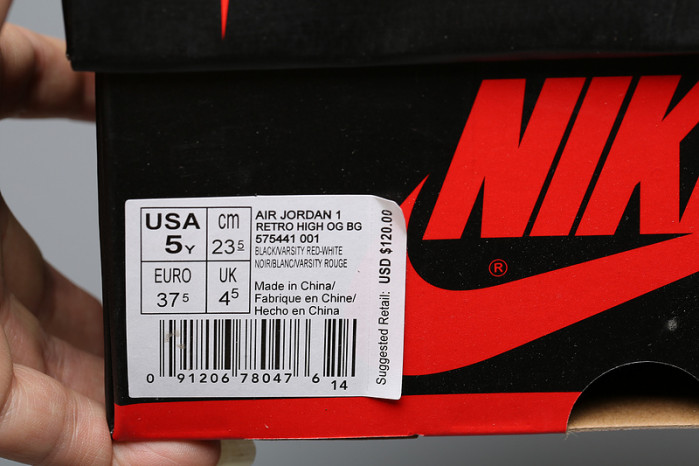 NIK
®
USA
5Y
cm
23 5
EURO
37 5
UK
4 5
AIR JORDAN 1
RETRO HIGH OG BG
575441 001
BLACK/VARSITY RED-WHITE
NOIR/BLANC/VARSITY ROUGE
Made in China/
Fabrique en Chine/
Hecho en China
0 91206 78047 6 14
Suggested Retail: USD $120.00